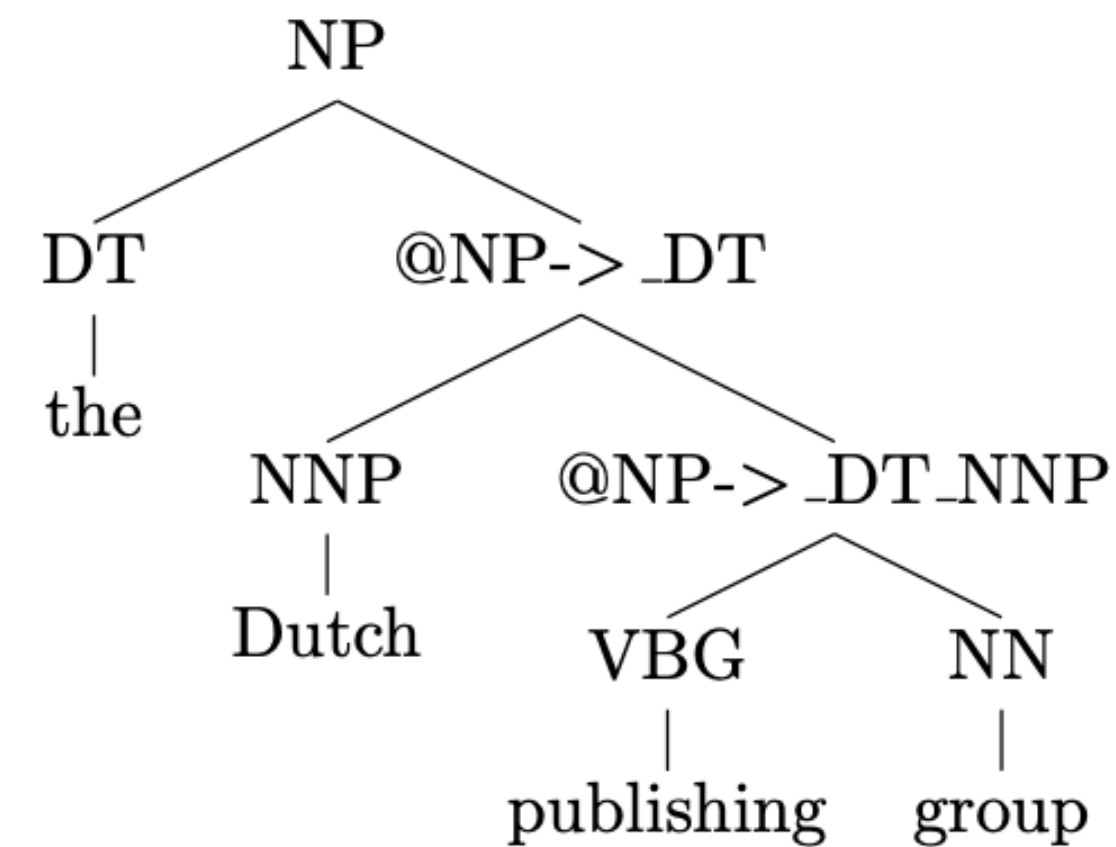 NP
DT @NP-> _DT
the
NNP @NP-> _DT_NNP
Dutch
VBG NN
publishing group